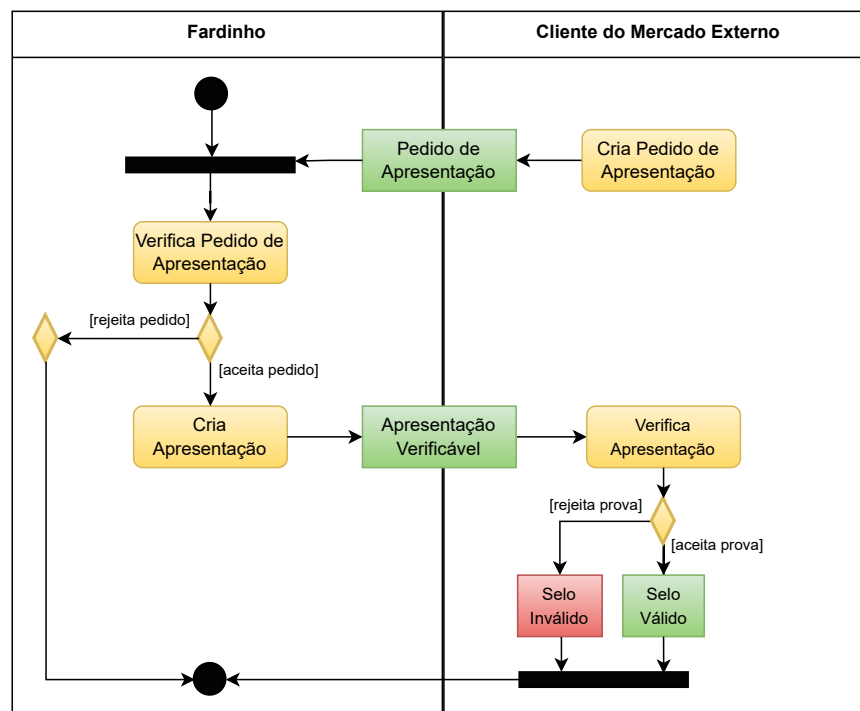 Fardinho
Cliente do Mercado Externo
Pedido de
Apresentação
Cria Pedido de
Apresentação
Verifica Pedido de
Apresentação
[rejeita pedido]
[aceita pedido]
Cria
Apresentação
Apresentação
Verificável
Verifica
Apresentação
[rejeita prova]
[aceita prova]
Selo
Inválido
Selo
Válido